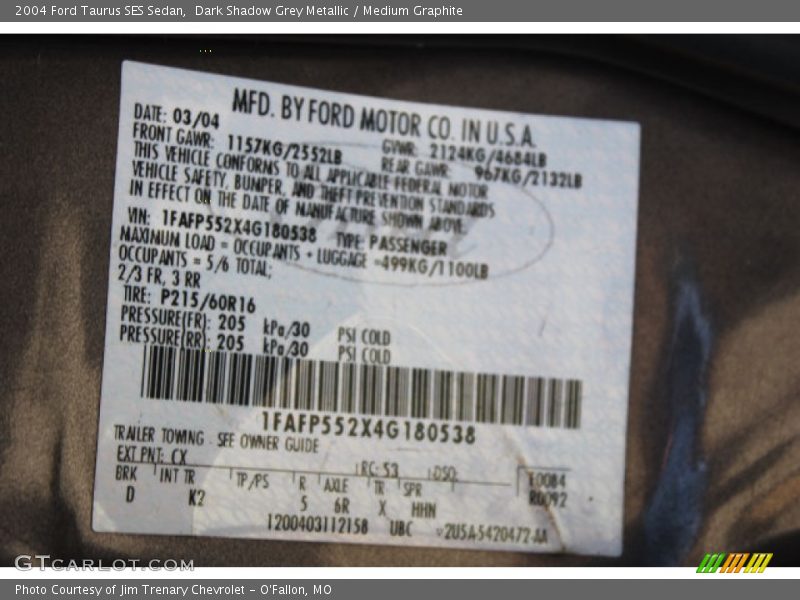 2004 Ford Taurus SES Sedan,  Dark Shadow Grey Metallic / Medium Graphite
MFD. BY FORD MOTOR CO. IN U.S.A.
DATE: 03/04 GVWR: 2124KG/4684LB
FRONT GAWR: 1157KG/2552LB REAR GAWR: 967KG/2132LB
THIS VEHICLE CONFORMS TO ALL APPLICABLE FEDERAL MOTOR
VEHICLE SAFETY, BUMPER, AND THEFT PREVENTION STANDARDS
IN EFFECT ON THE DATE OF MANUFACTURE SHOWN ABOVE.
VIN: 1FAFP552X4G180538 TYPE: PASSENGER
MAXIMUM LOAD = OCCUPANTS + LUGGAGE =499KG/1100LB
OCCUPANTS = 5/6 TOTAL;
2/3 FR, 3 RR
TIRE: P215/60R16
PRESSURE(FR): 205 kPa/30 PSI COLD
PRESSURE(RR): 205 kPa/30 PSI COLD
1FAFP552X4G180538
TRAILER TOWING - SEE OWNER GUIDE
EXT PNT: CX RC: 53 DSO: L0084
BRK INT TR TP/PS R AXLE TR SPR R0092
D K2 5 6R X HHN
1200403112158 UBC 2U5A-5420472-AA
GTCARLOT.COM
Photo Courtesy of Jim Trenary Chevrolet - O'Fallon, MO